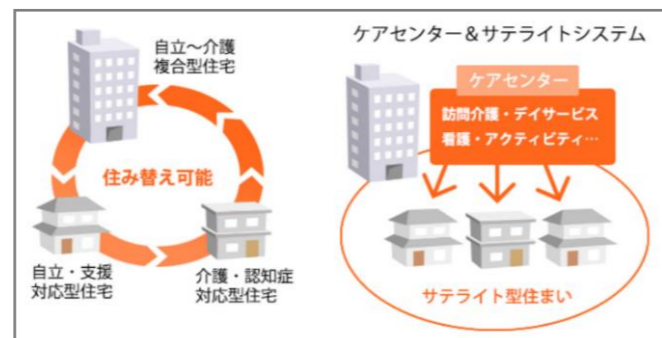 自立～介護
複合型住宅
住み替え可能
自立・支援
対応型住宅
介護・認知症
対応型住宅
ケアセンター＆サテライトシステム
ケアセンター
訪問介護・デイサービス
看護・アクティビティ…
サテライト型住まい